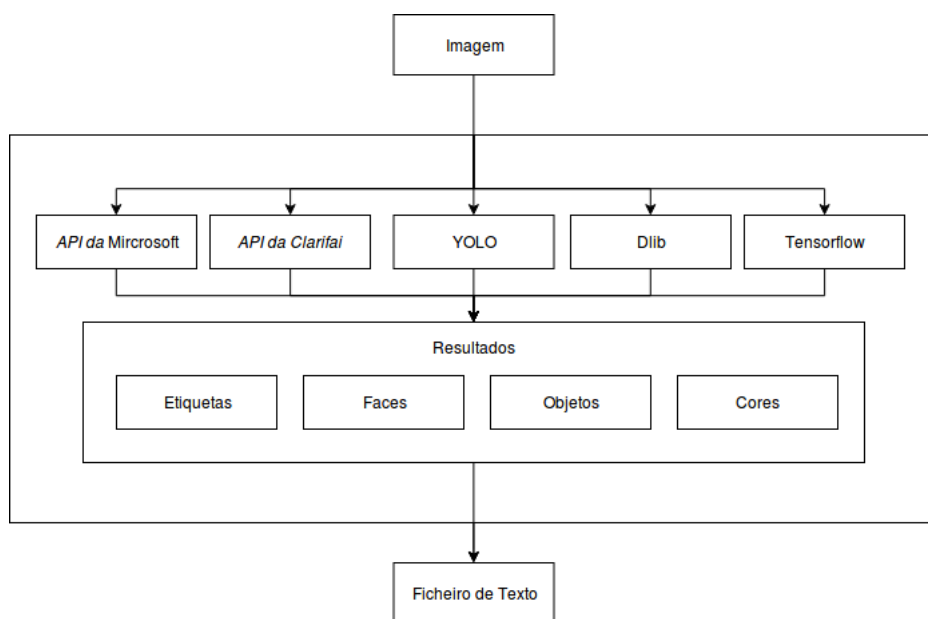 Imagem
API da Mircrosoft
API da Clarifai
YOLO
Dlib
Tensorflow
Resultados
Etiquetas
Faces
Objetos
Cores
Ficheiro de Texto